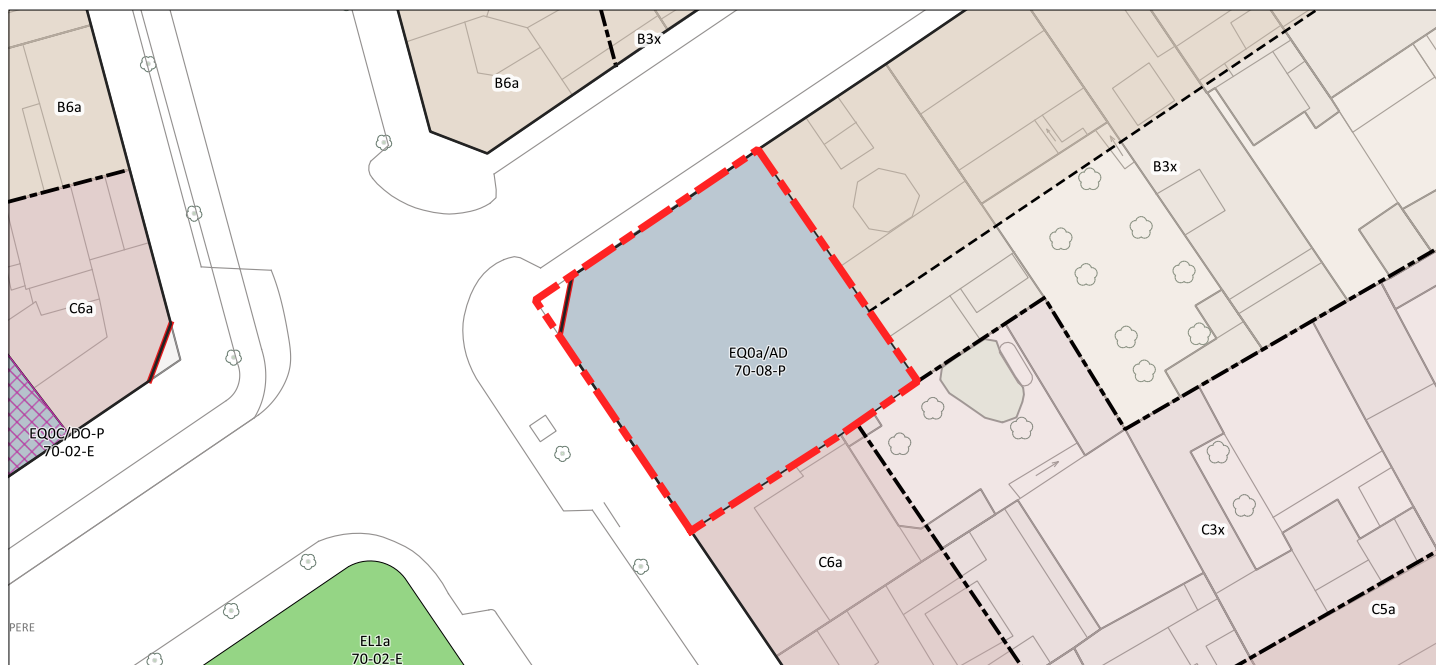 B3x
B6a
B6a
B3x
C6a
EQ0a/AD
70-08-P
EQ0C/DO-P
70-02-E
C3x
C6a
C5a
PERE
EL1a
70-02-E